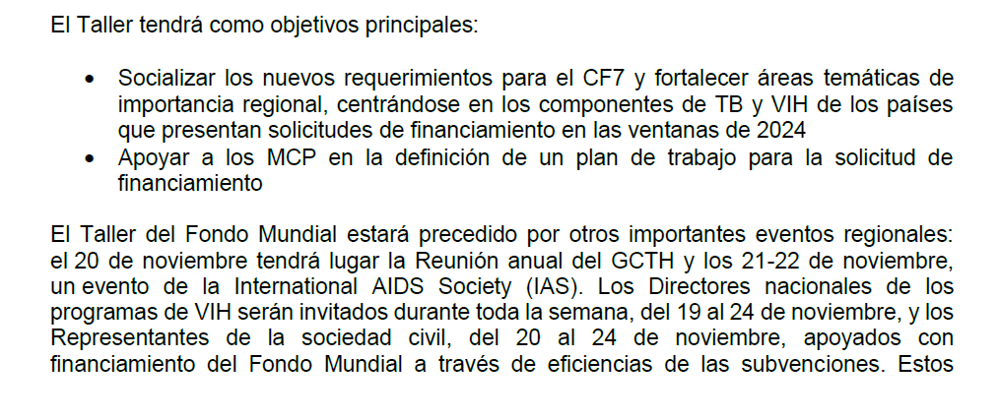 El Taller tendrá como objetivos principales:
• Socializar los nuevos requerimientos para el CF7 y fortalecer áreas temáticas de
importancia regional, centrándose en los componentes de TB y VIH de los países
que presentan solicitudes de financiamiento en las ventanas de 2024
• Apoyar a los MCP en la definición de un plan de trabajo para la solicitud de
financiamiento
El Taller del Fondo Mundial estará precedido por otros importantes eventos regionales:
el 20 de noviembre tendrá lugar la Reunión anual del GCTH y los 21-22 de noviembre,
un evento de la International AIDS Society (IAS). Los Directores nacionales de los
programas de VIH serán invitados durante toda la semana, del 19 al 24 de noviembre, y los
Representantes de la sociedad civil, del 20 al 24 de noviembre, apoyados con
financiamiento del Fondo Mundial a través de eficiencias de las subvenciones. Estos